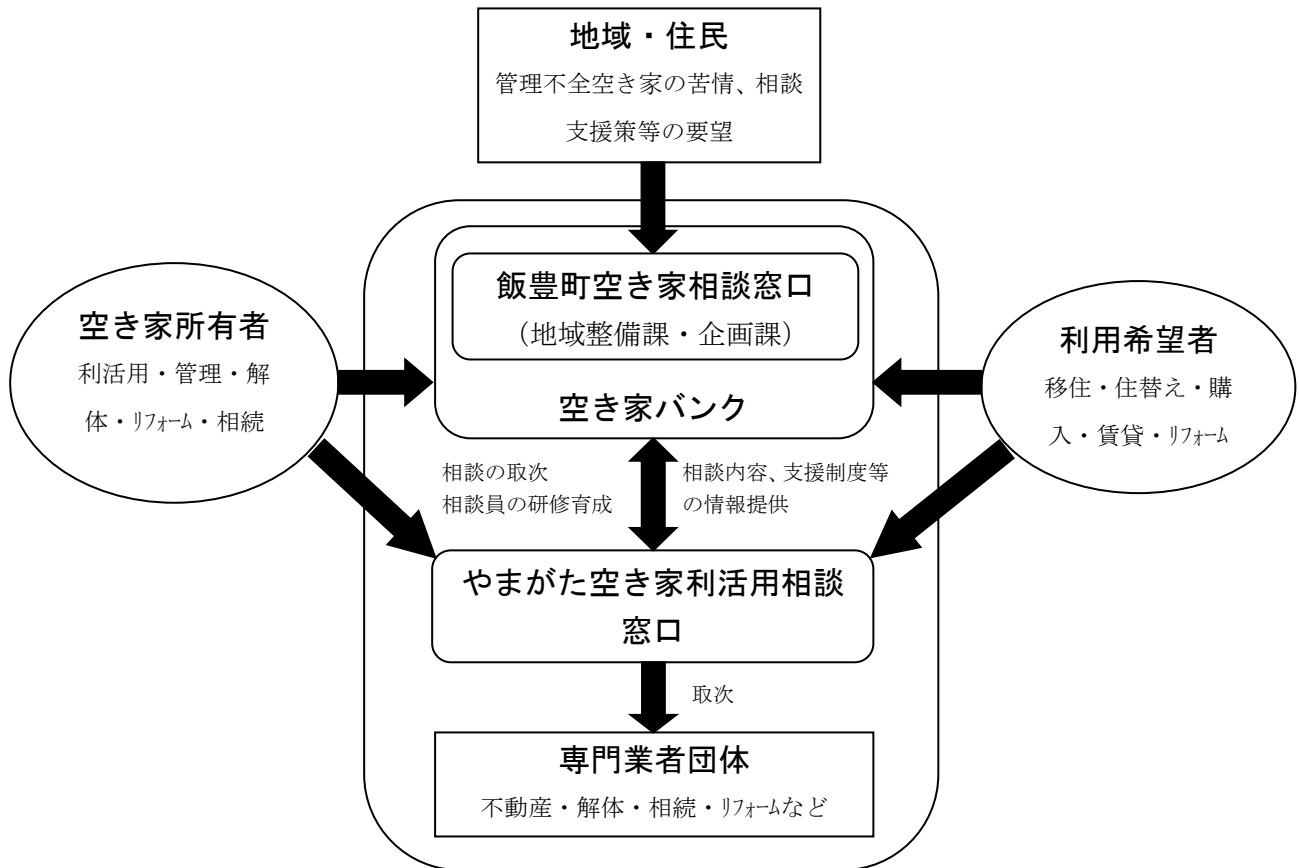 地域・住民
管理不全空き家の苦情、相談
支援策等の要望
飯豊町空き家相談窓口
（地域整備課・企画課）
空き家バンク
空き家所有者
利活用・管理・解
体・ﾘﾌｫｰﾑ・相続
利用希望者
移住・住替え・購
入・賃貸・ﾘﾌｫｰﾑ
相談の取次
相談員の研修育成
相談内容、支援制度等
の情報提供
やまがた空き家利活用相談
窓口
取次
専門業者団体
不動産・解体・相続・ﾘﾌｫｰﾑなど